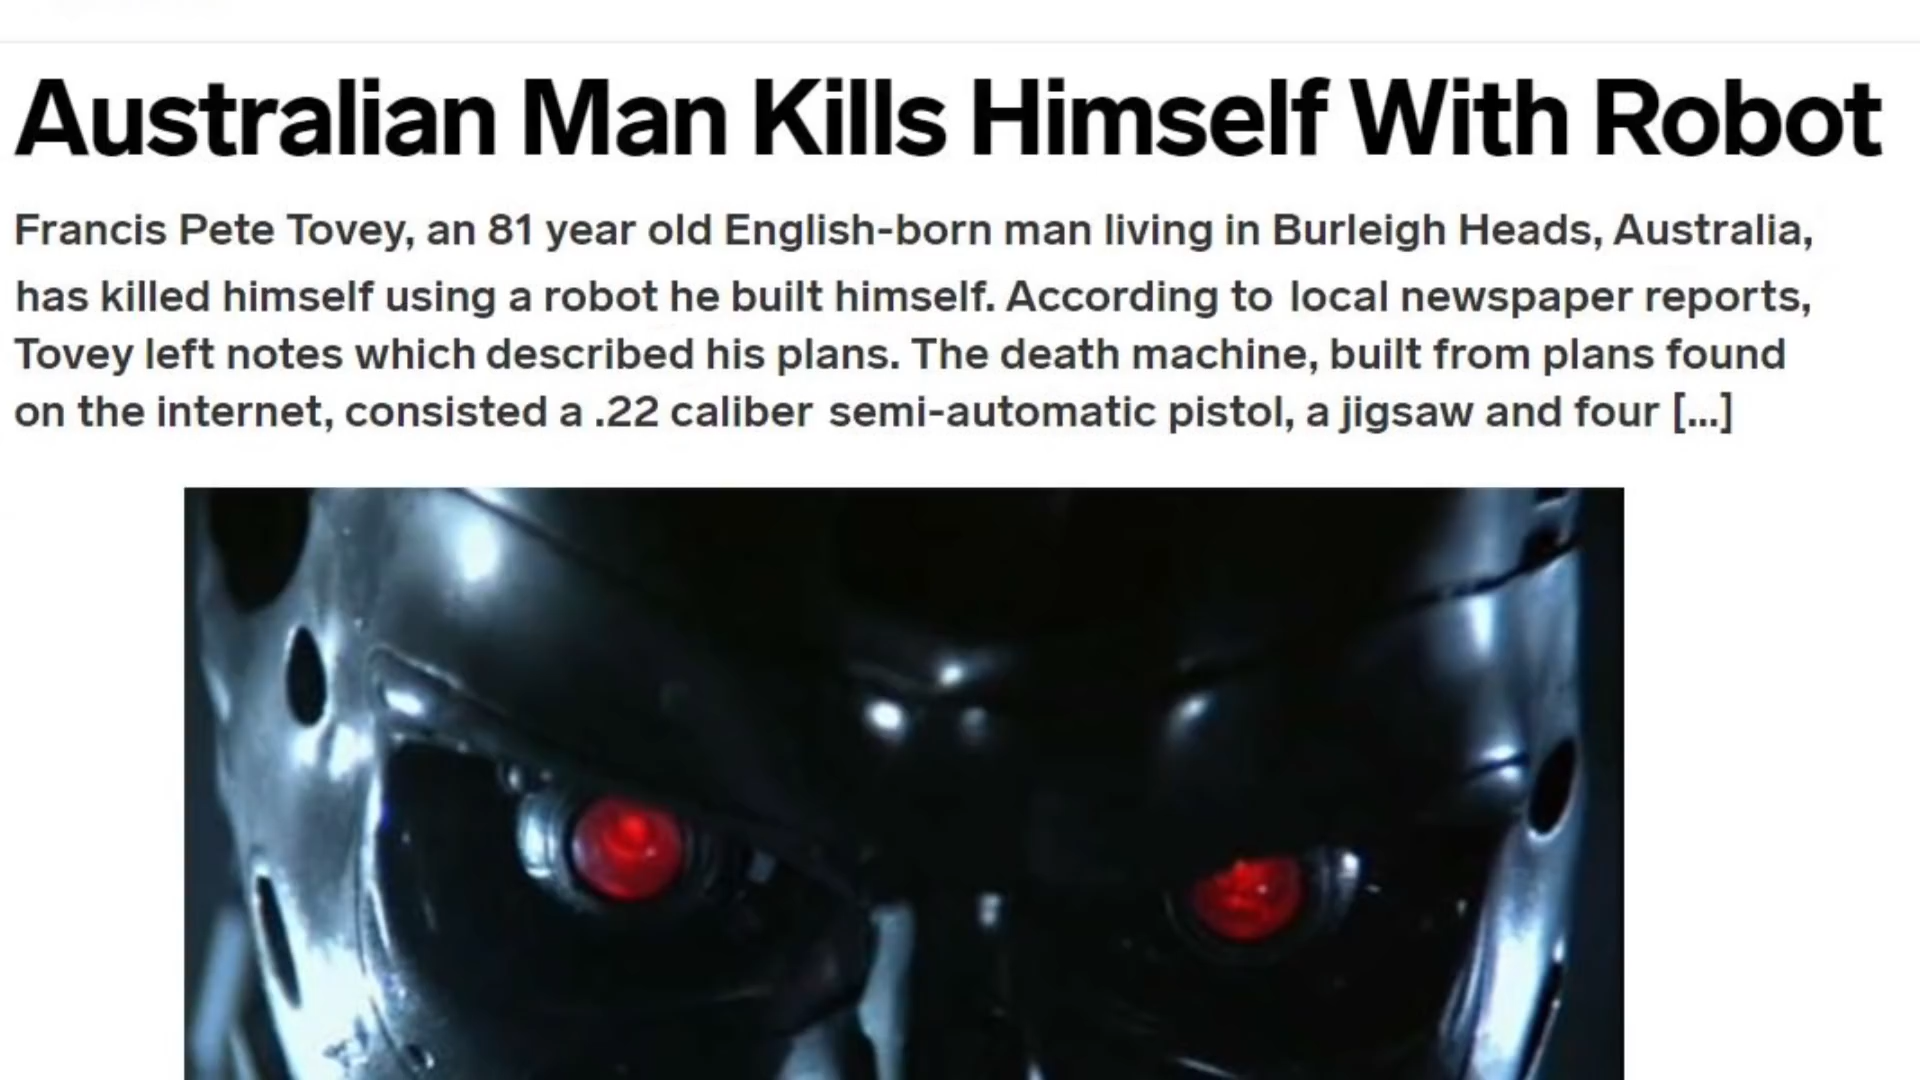 Australian Man Kills Himself With Robot
Francis Pete Tovey, an 81 year old English-born man living in Burleigh Heads, Australia,
has killed himself using a robot he built himself. According to local newspaper reports,
Tovey left notes which described his plans. The death machine, built from plans found
on the internet, consisted a .22 caliber semi-automatic pistol, a jigsaw and four [...]